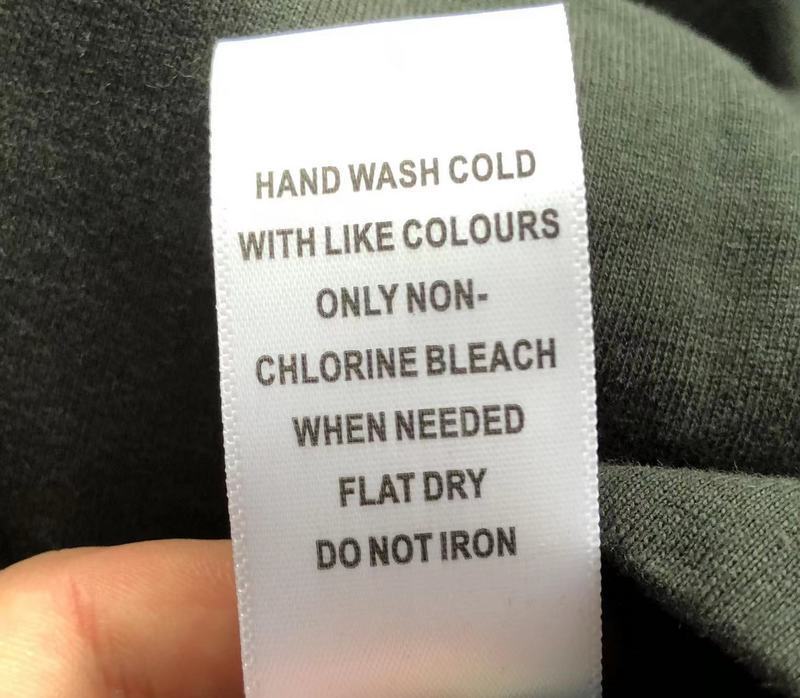 HAND WASH COLD
WITH LIKE COLOURS
ONLY NON-
CHLORINE BLEACH
WHEN NEEDED
FLAT DRY
DO NOT IRON